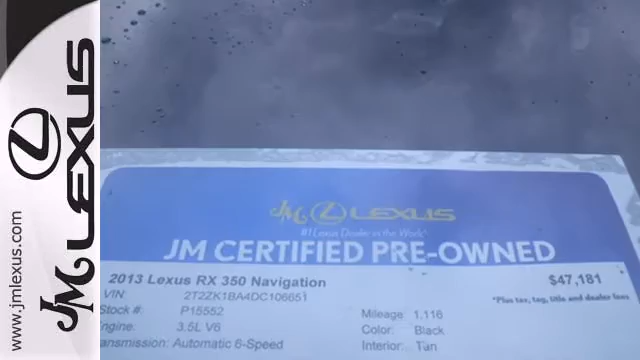 www.jmlexus.com
JM LEXUS
JM LEXUS
#1 Lexus Dealer in the World
JM CERTIFIED PRE-OWNED
2013 Lexus RX 350 Navigation $47,181
VIN 2T2ZK1BA4DC106651 *Plus tax, tag, title and dealer fees
Stock #: P15552 Mileage: 1,116
Engine: 3.5L V6 Color: Black
ansmission: Automatic 6-Speed Interior: Tan